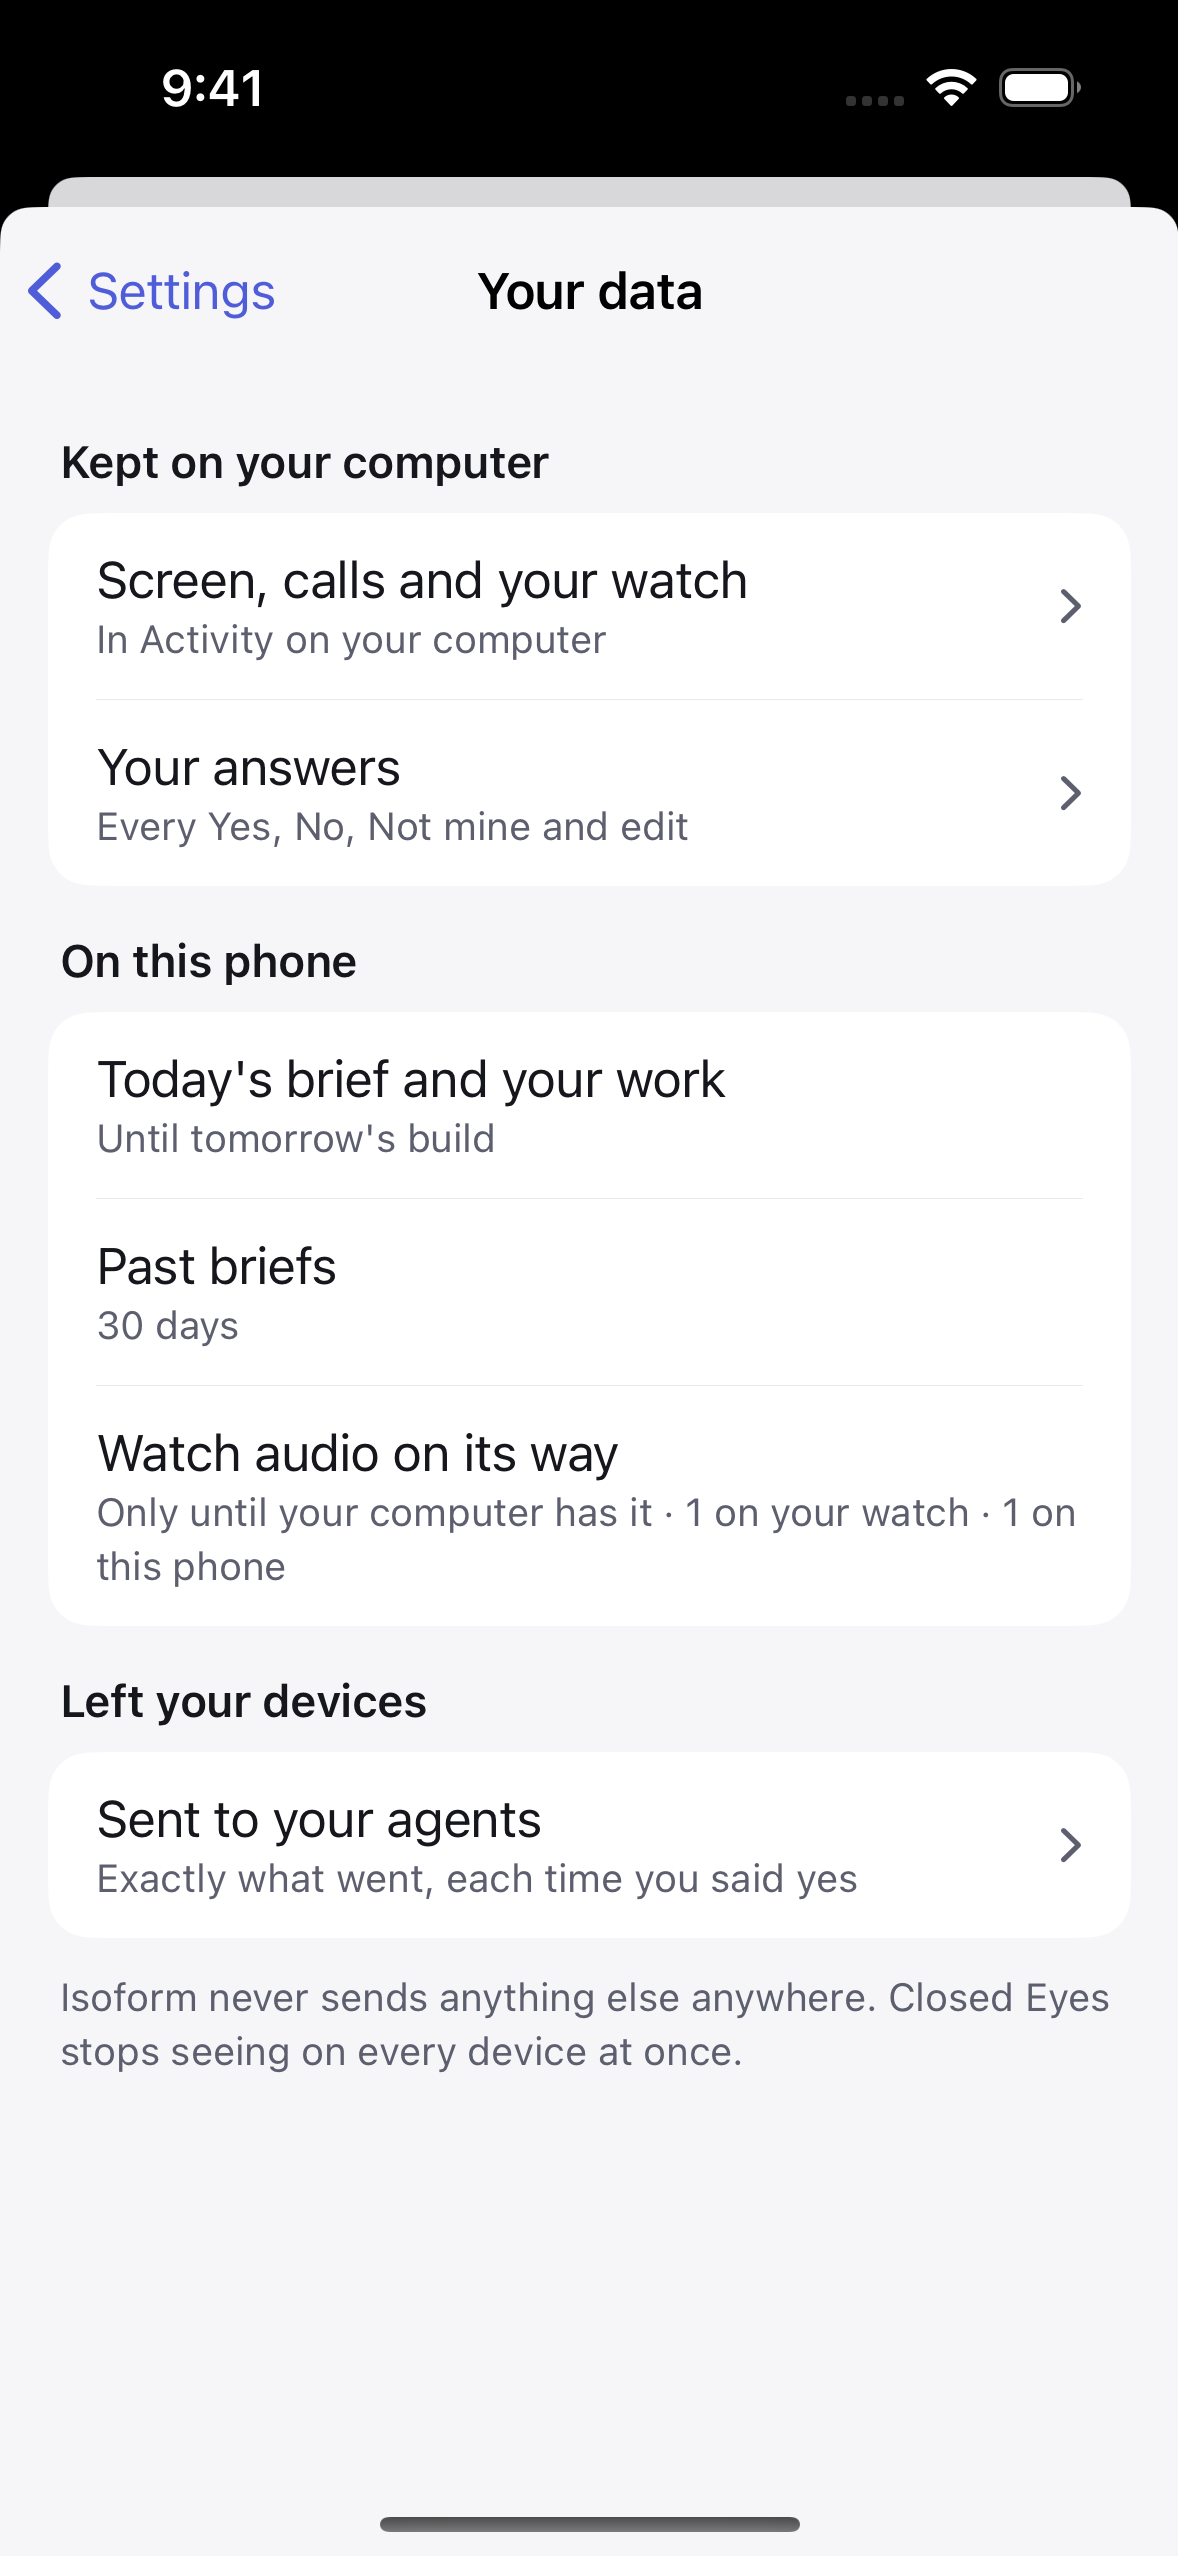 9:41
Settings
Your data
Kept on your computer
Screen, calls and your watch
In Activity on your computer
Your answers
Every Yes, No, Not mine and edit
On this phone
Today's brief and your work
Until tomorrow's build
Past briefs
30 days
Watch audio on its way
Only until your computer has it · 1 on your watch · 1 on
this phone
Left your devices
Sent to your agents
Exactly what went, each time you said yes
Isoform never sends anything else anywhere. Closed Eyes
stops seeing on every device at once.